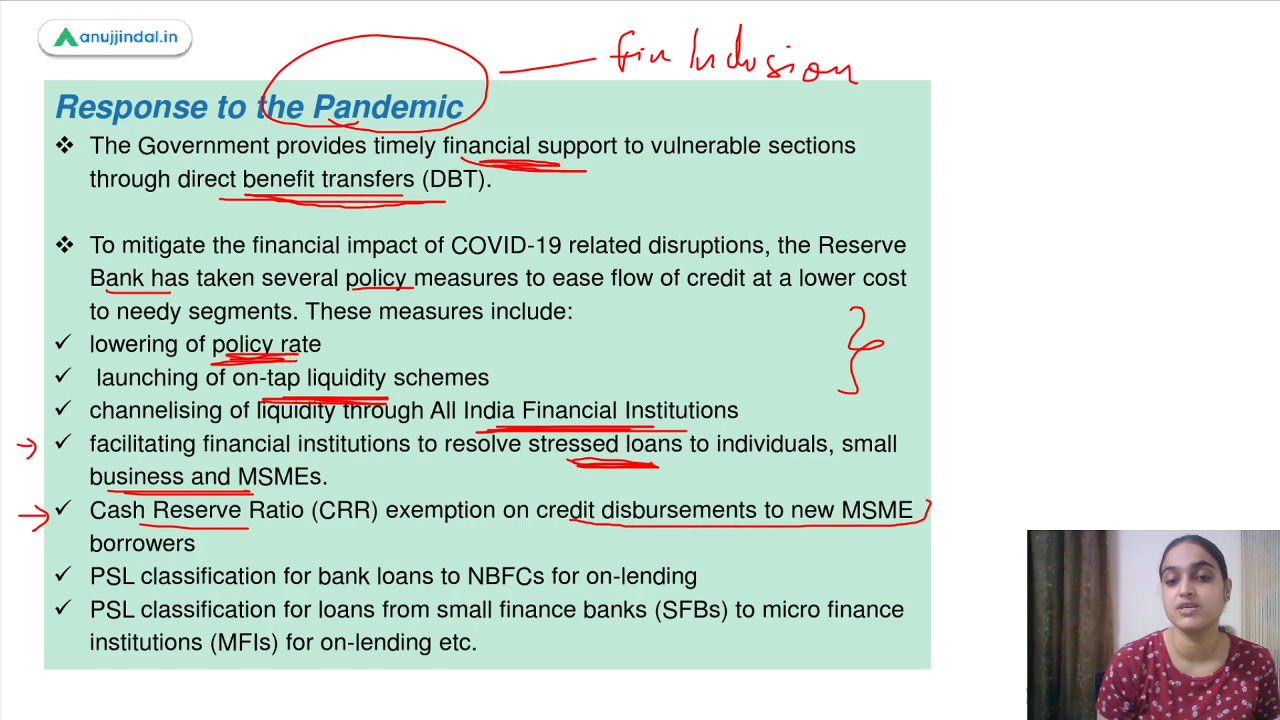 anujjindal.in
fin Inclusion
Response to the Pandemic
❖ The Government provides timely financial support to vulnerable sections
through direct benefit transfers (DBT).
❖ To mitigate the financial impact of COVID-19 related disruptions, the Reserve
Bank has taken several policy measures to ease flow of credit at a lower cost
to needy segments. These measures include:
✓ lowering of policy rate
✓ launching of on-tap liquidity schemes
✓ channelising of liquidity through All India Financial Institutions
✓ facilitating financial institutions to resolve stressed loans to individuals, small
business and MSMEs.
✓ Cash Reserve Ratio (CRR) exemption on credit disbursements to new MSME
borrowers
✓ PSL classification for bank loans to NBFCs for on-lending
✓ PSL classification for loans from small finance banks (SFBs) to micro finance
institutions (MFIs) for on-lending etc.